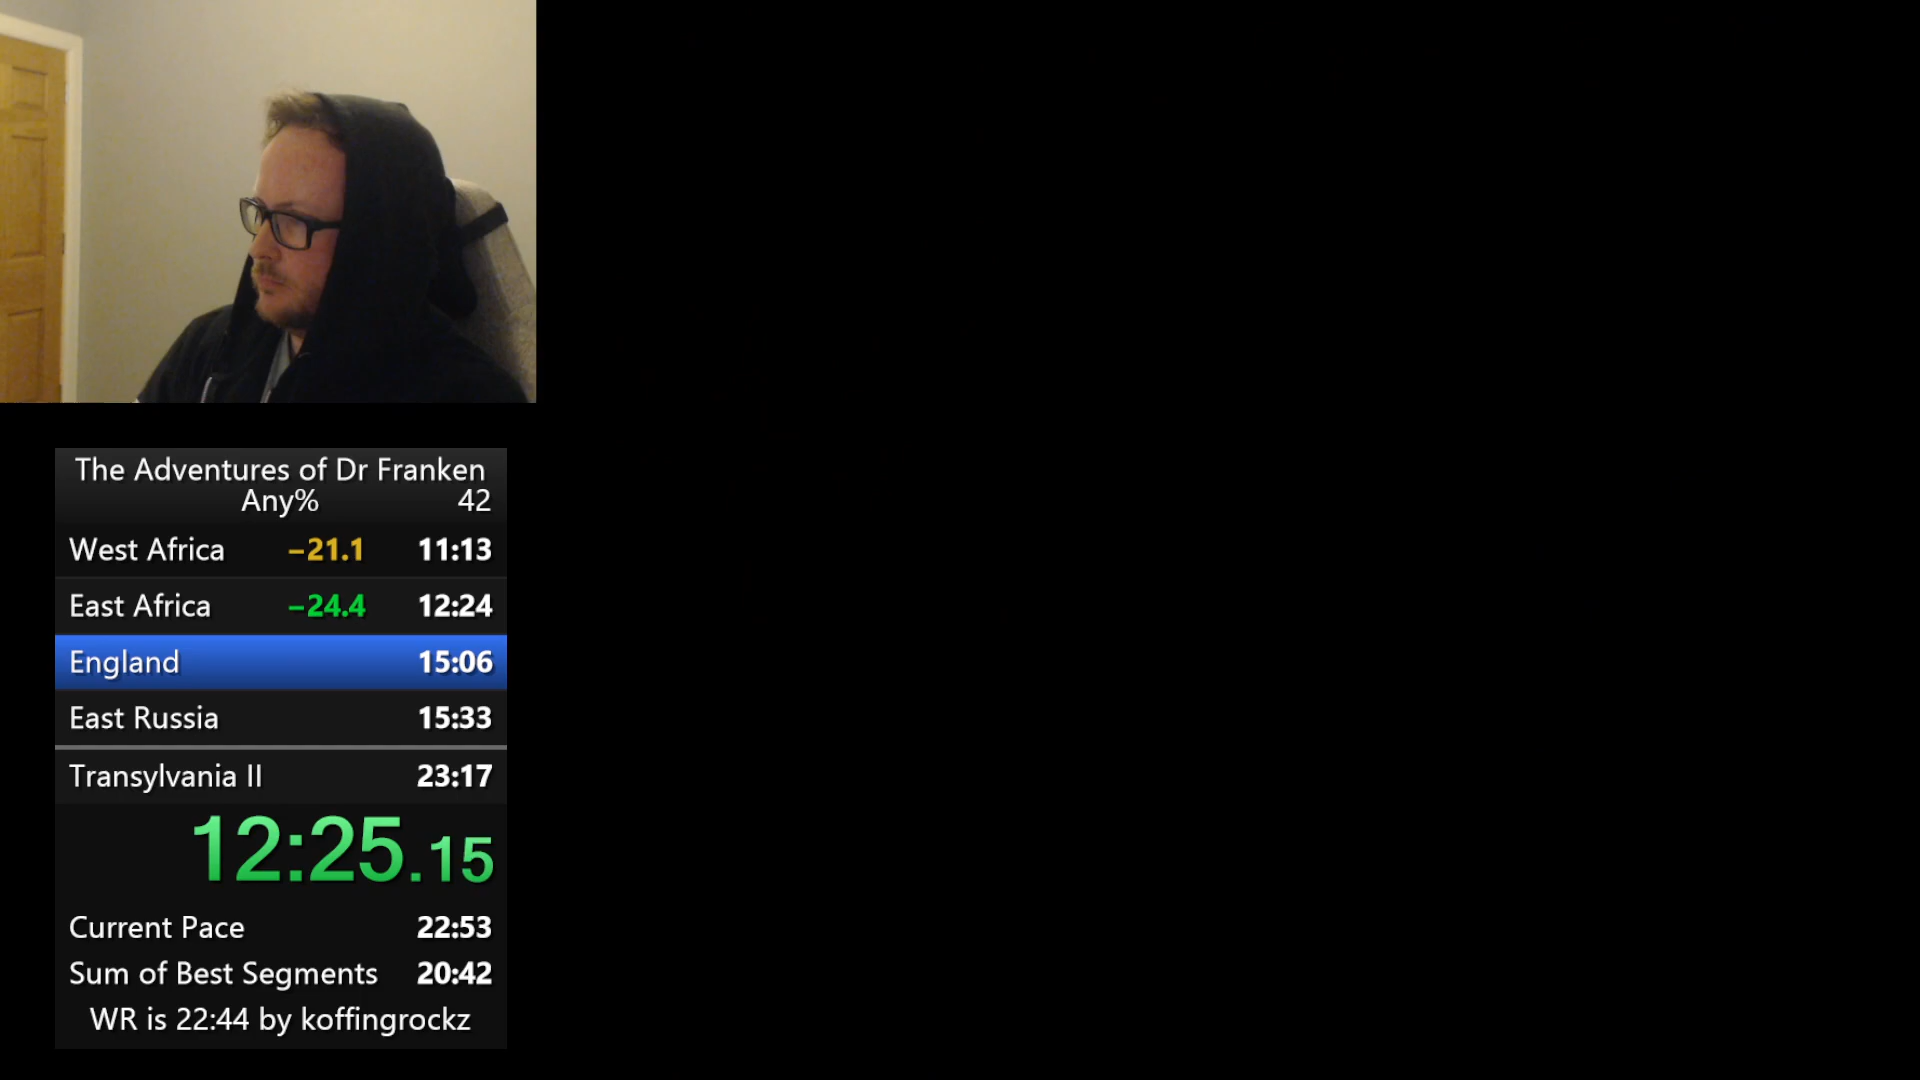 The Adventures of Dr Franken
Any% 42
West Africa −21.1 11:13
East Africa −24.4 12:24
England 15:06
East Russia 15:33
Transylvania II 23:17
12:25.15
Current Pace 22:53
Sum of Best Segments 20:42
WR is 22:44 by koffingrockz